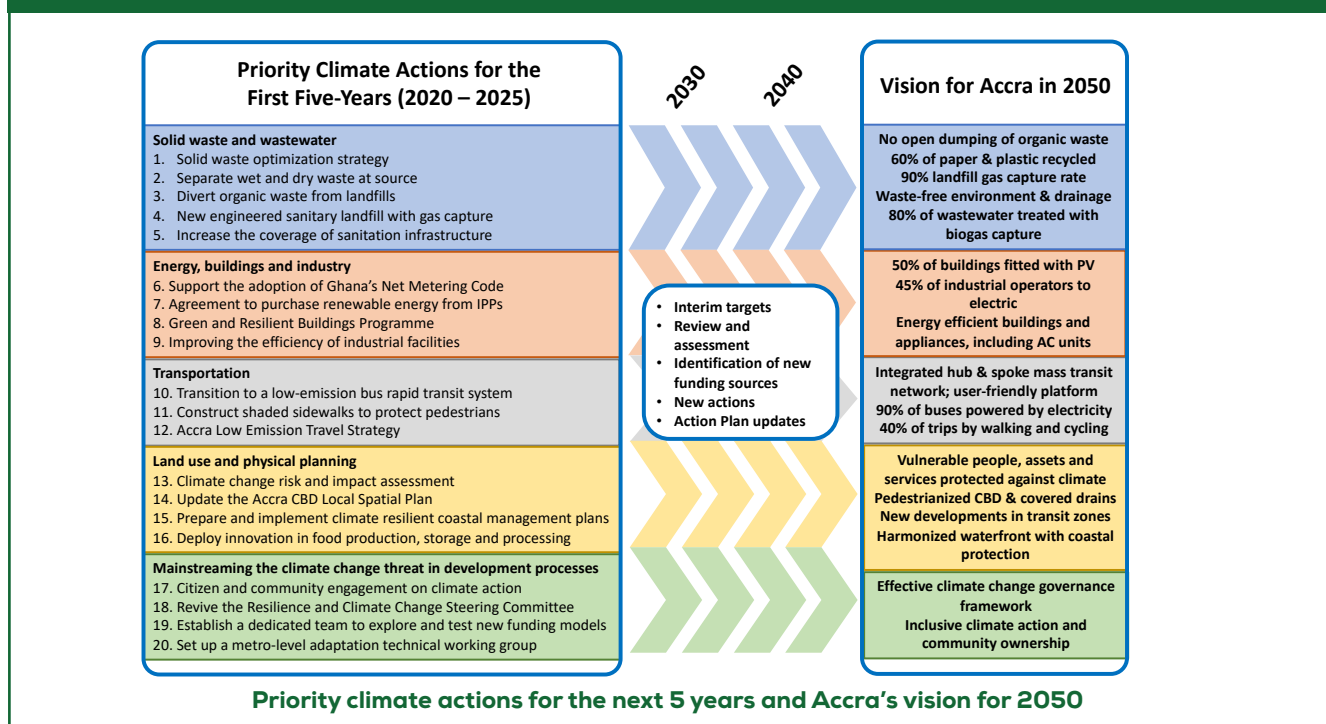 Priority Climate Actions for the
First Five-Years (2020 – 2025)
Solid waste and wastewater
1. Solid waste optimization strategy
2. Separate wet and dry waste at source
3. Divert organic waste from landfills
4. New engineered sanitary landfill with gas capture
5. Increase the coverage of sanitation infrastructure
Energy, buildings and industry
6. Support the adoption of Ghana's Net Metering Code
7. Agreement to purchase renewable energy from IPPs
8. Green and Resilient Buildings Programme
9. Improving the efficiency of industrial facilities
Transportation
10. Transition to a low-emission bus rapid transit system
11. Construct shaded sidewalks to protect pedestrians
12. Accra Low Emission Travel Strategy
Land use and physical planning
13. Climate change risk and impact assessment
14. Update the Accra CBD Local Spatial Plan
15. Prepare and implement climate resilient coastal management plans
16. Deploy innovation in food production, storage and processing
Mainstreaming the climate change threat in development processes
17. Citizen and community engagement on climate action
18. Revive the Resilience and Climate Change Steering Committee
19. Establish a dedicated team to explore and test new funding models
20. Set up a metro-level adaptation technical working group
2030
2040
• Interim targets
• Review and
assessment
• Identification of new
funding sources
• New actions
• Action Plan updates
Vision for Accra in 2050
No open dumping of organic waste
60% of paper & plastic recycled
90% landfill gas capture rate
Waste-free environment & drainage
80% of wastewater treated with
biogas capture
50% of buildings fitted with PV
45% of industrial operators to
electric
Energy efficient buildings and
appliances, including AC units
Integrated hub & spoke mass transit
network; user-friendly platform
90% of buses powered by electricity
40% of trips by walking and cycling
Vulnerable people, assets and
services protected against climate
Pedestrianized CBD & covered drains
New developments in transit zones
Harmonized waterfront with coastal
protection
Effective climate change governance
framework
Inclusive climate action and
community ownership
Priority climate actions for the next 5 years and Accra's vision for 2050